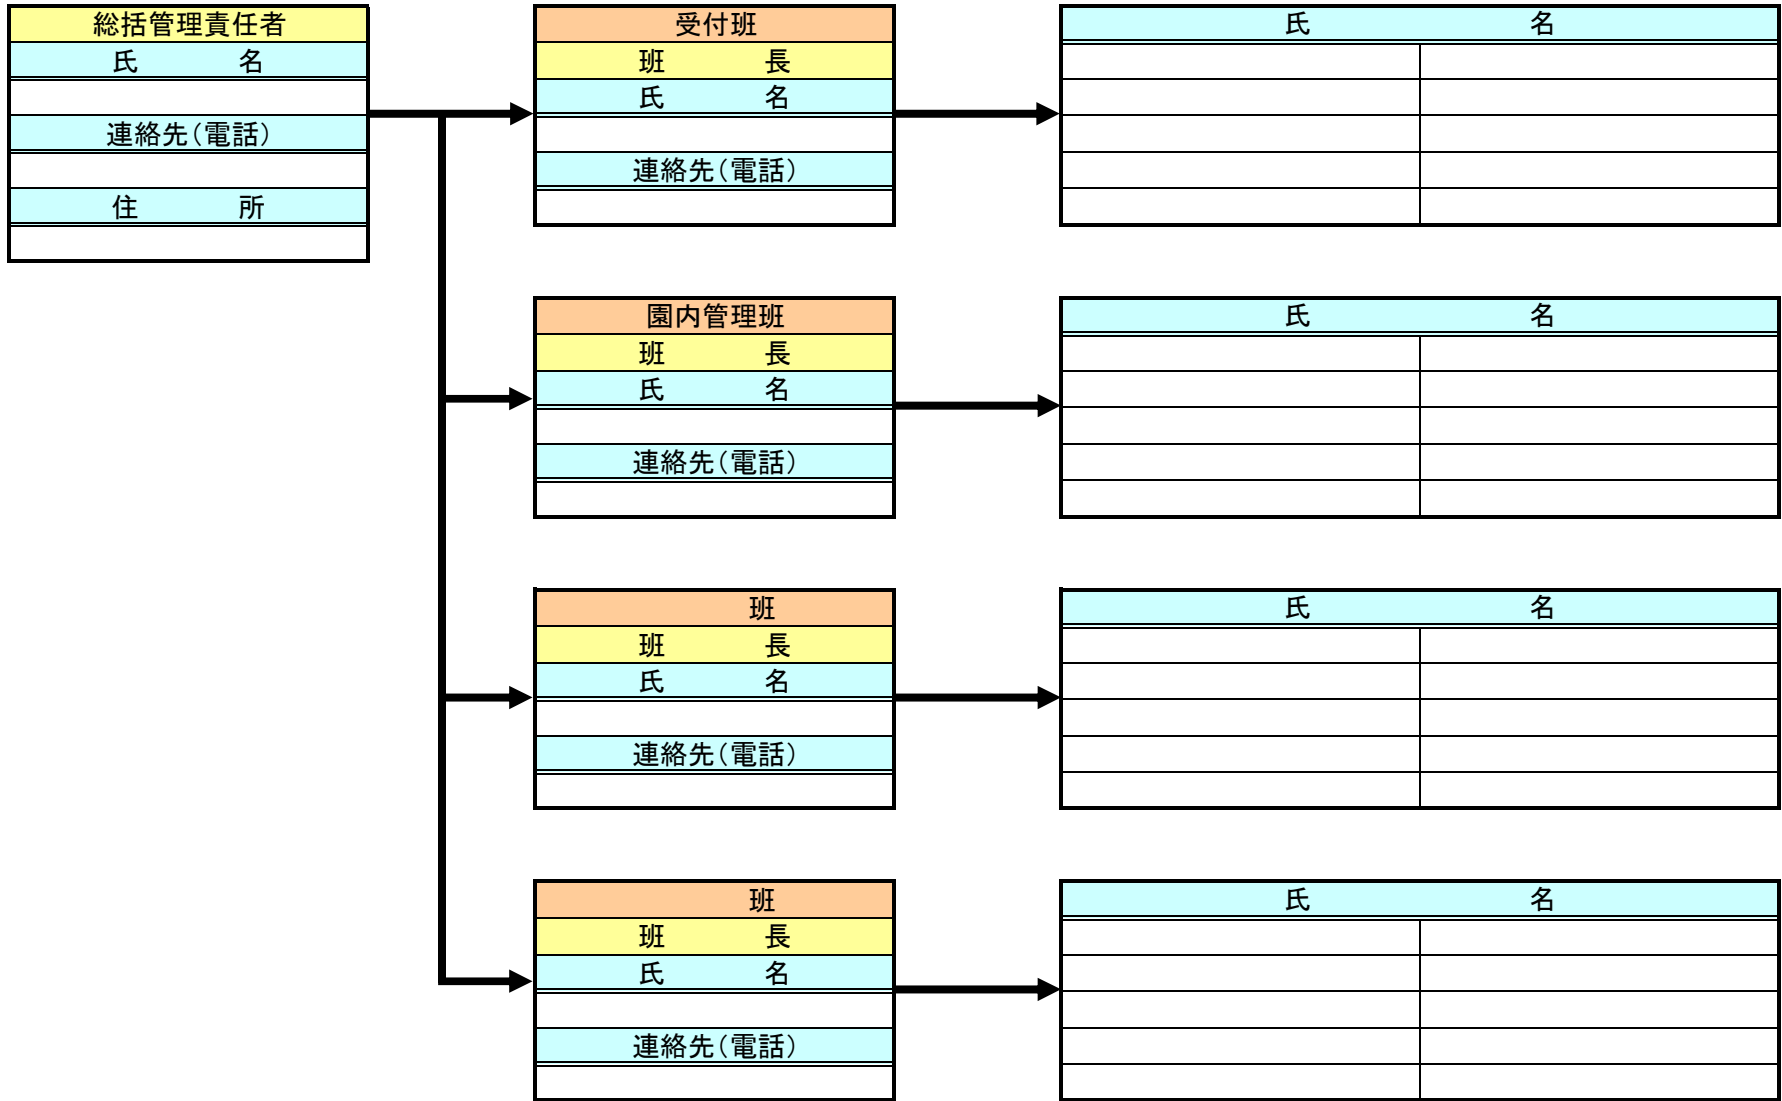 総括管理責任者
氏　　　名
連絡先（電話）
住　　　所
受付班
班　　　長
氏　　　名
連絡先（電話）
氏　　　　　　名
園内管理班
班　　　長
氏　　　名
連絡先（電話）
氏　　　　　　名
班
班　　　長
氏　　　名
連絡先（電話）
氏　　　　　　名
班
班　　　長
氏　　　名
連絡先（電話）
氏　　　　　　名